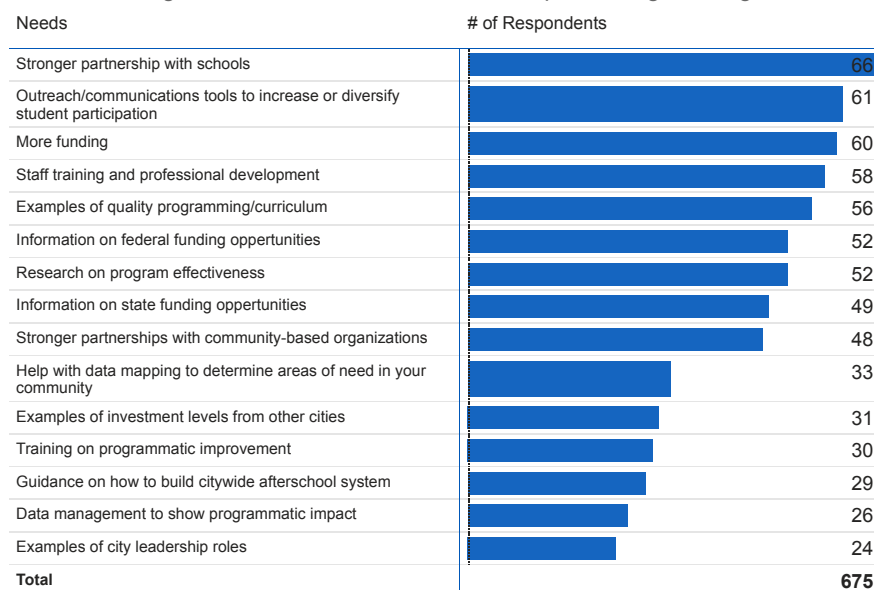 Needs # of Respondents
Stronger partnership with schools 66
Outreach/communications tools to increase or diversify 61
student participation
More funding 60
Staff training and professional development 58
Examples of quality programming/curriculum 56
Information on federal funding oppertunities 52
Research on program effectiveness 52
Information on state funding oppertunities 49
Stronger partnerships with community-based organizations 48
Help with data mapping to determine areas of need in your 33
community
Examples of investment levels from other cities 31
Training on programmatic improvement 30
Guidance on how to build citywide afterschool system 29
Data management to show programmatic impact 26
Examples of city leadership roles 24
Total 675